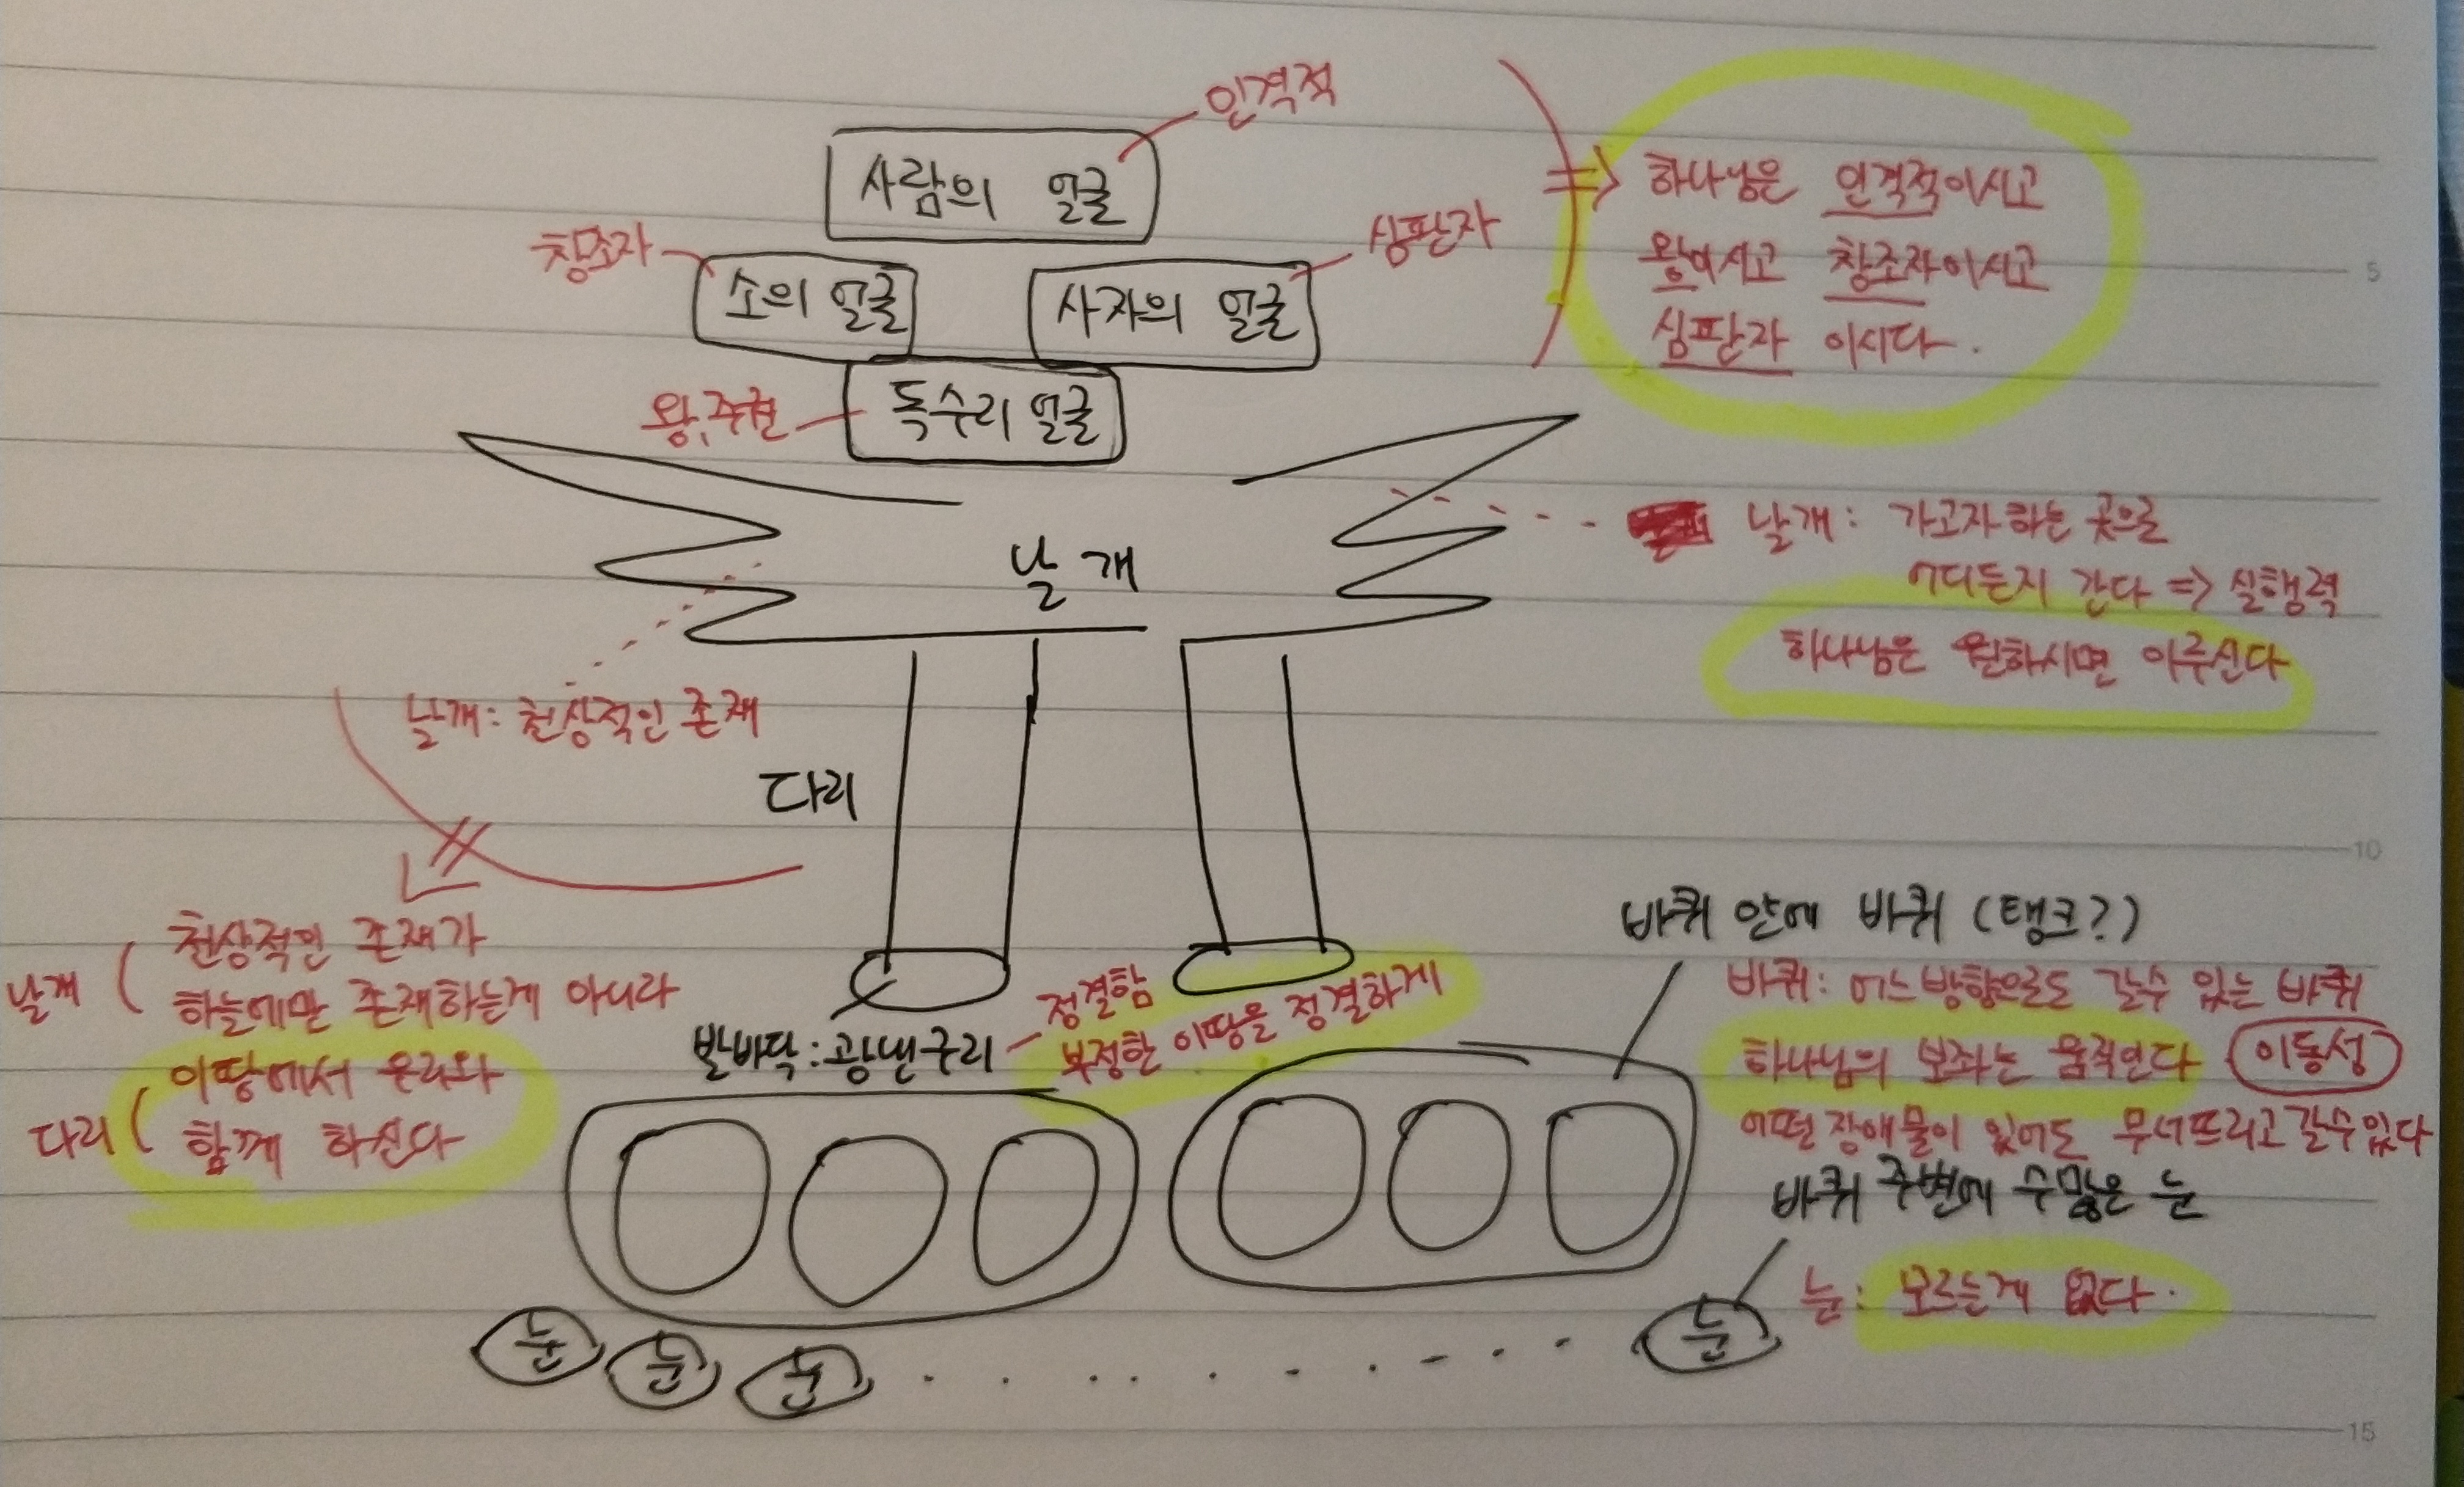 인격적
사람의 얼굴
창조자
소의 얼굴
심판자
사자의 얼굴
왕, 주권
독수리 얼굴
⇒ 하나님은 인격적이시고
왕이시고 창조자이시고
심판자 이시다.
날개
날개: 가고자 하는 곳으로
어디든지 간다 ⇒ 실행력
하나님은 원하시면 이루신다
날개: 천상적인 존재
다리
날개 ( 천상적인 존재가
하늘에만 존재하는게 아니라
다리 ( 이땅에서 우리와
함께 하신다
발바닥: 광낸구리
정결함
부정한 이땅을 정결하게
바퀴 안에 바퀴 (탱크?)
바퀴: 어느방향으로도 갈수 있는 바퀴
하나님의 보좌는 움직인다 이동성
어떤 장애물이 있어도 무너뜨리고 갈수있다
바퀴 주변에 수많은 눈
눈: 모르는게 없다.
눈 눈 눈 눈
5
10
15